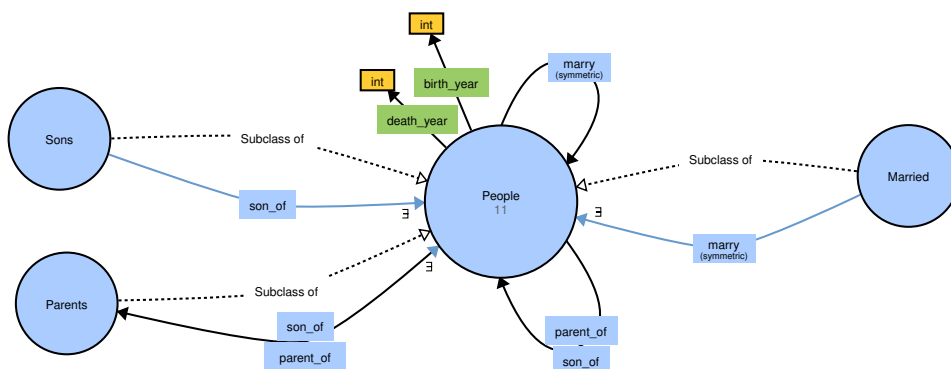 int
int
marry
(symmetric)
birth_year
death_year
Sons
Subclass of
Subclass of
Married
People
11
son_of
∃
∃
marry
(symmetric)
∃
Subclass of
Parents
son_of
parent_of
parent_of
son_of